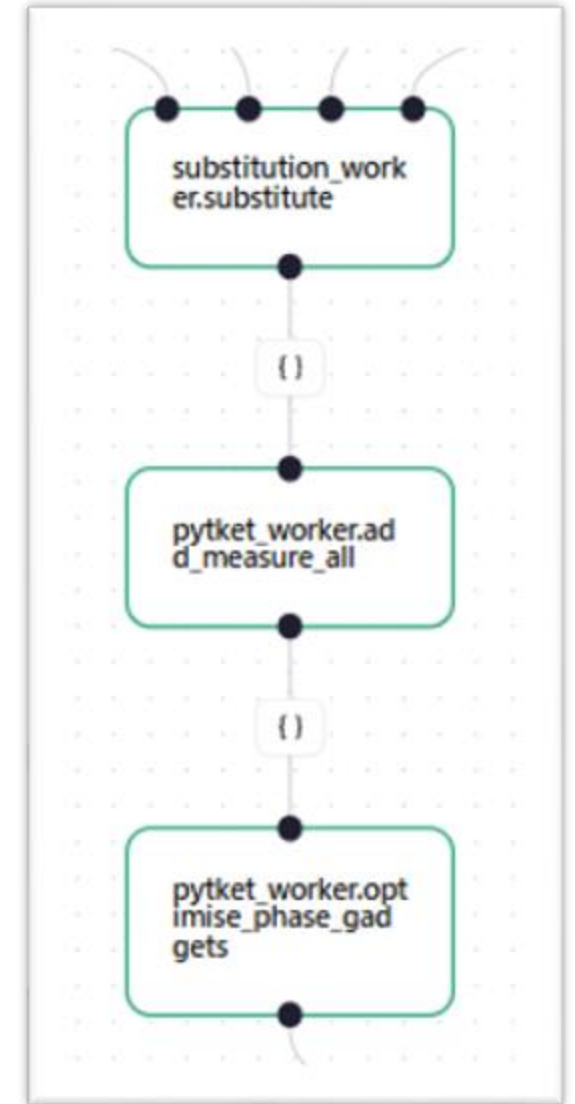 substitution_work
er.substitute
{}
pytket_worker.ad
d_measure_all
{}
pytket_worker.opt
imise_phase_gad
gets